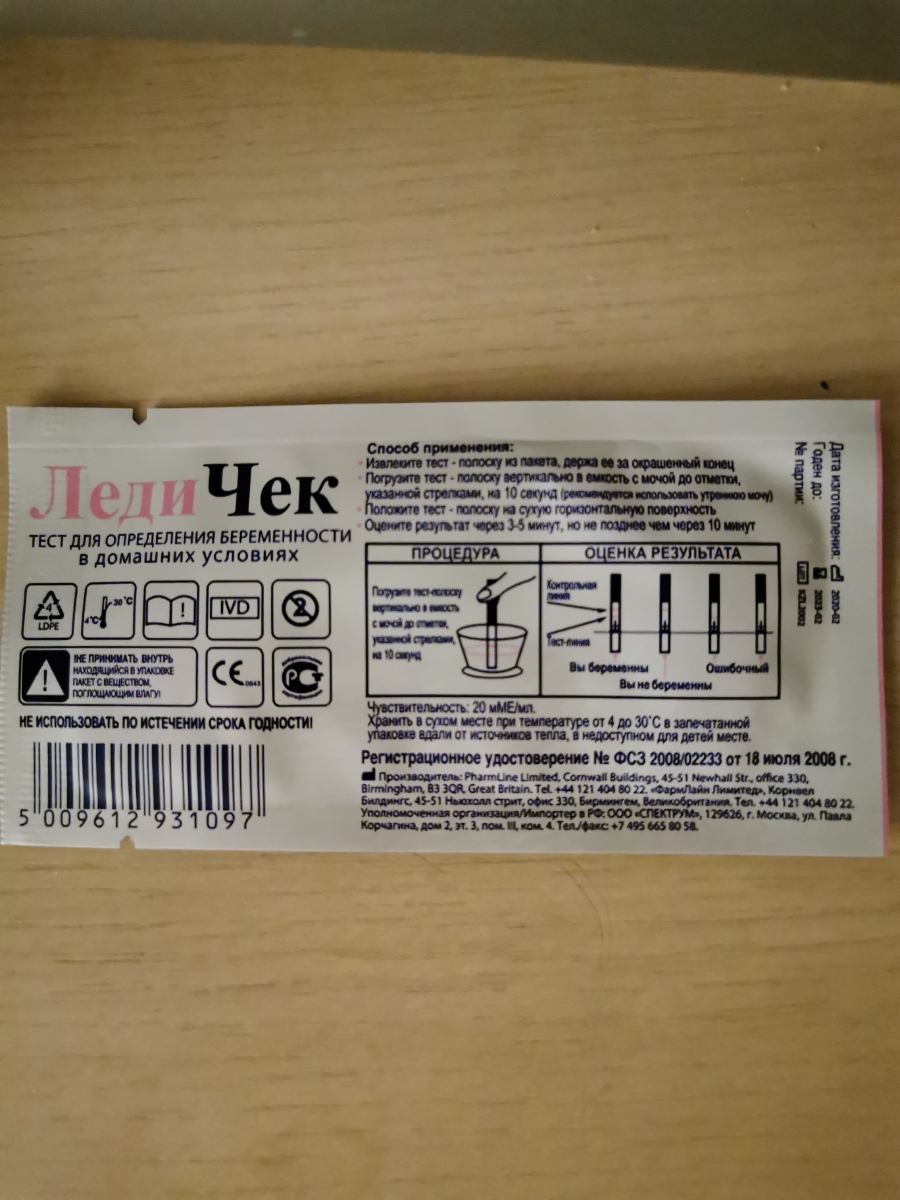 ЛедиЧек
ТЕСТ ДЛЯ ОПРЕДЕЛЕНИЯ БЕРЕМЕННОСТИ
в домашних условиях
4
LDPE
4°C
30°C
!
IVD
2
!
!НЕ ПРИНИМАТЬ ВНУТРЬ
НАХОДЯЩИЙСЯ В УПАКОВКЕ
ПАКЕТ С ВЕЩЕСТВОМ,
ПОГЛОЩАЮЩИМ ВЛАГУ!
CE
РСТ
НЕ ИСПОЛЬЗОВАТЬ ПО ИСТЕЧЕНИИ СРОКА ГОДНОСТИ!
5 009612 931097
Способ применения:
Извлеките тест - полоску из пакета, держа ее за окрашенный конец
Погрузите тест - полоску вертикально в емкость с мочой до отметки,
указанной стрелками, на 10 секунд (рекомендуется использовать утреннюю мочу)
Положите тест - полоску на сухую горизонтальную поверхность
Оцените результат через 3-5 минут, но не позднее чем через 10 минут
ПРОЦЕДУРА
Погрузите тест-полоску
вертикально в емкость
с мочой до отметки,
указанной стрелками,
на 10 секунд
ОЦЕНКА РЕЗУЛЬТАТА
Контрольная
линия
Тест-линия
Вы беременны
Ошибочный
Вы не беременны
Чувствительность: 20 мМЕ/мл.
Хранить в сухом месте при температуре от 4 до 30°C в запечатанной
упаковке вдали от источников тепла, в недоступном для детей месте.
Регистрационное удостоверение № ФСЗ 2008/02233 от 18 июля 2008 г.
Производитель: PharmLine Limited, Cornwall Buildings, 45-51 Newhall Str., office 330,
Birmingham, B3 3QR, Great Britain. Tel. +44 121 404 80 22. «ФармЛайн Лимитед», Корнвел
Билдингс, 45-51 Ньюхолл стрит, офис 330, Бирмингем, Великобритания. Тел. +44 121 404 80 22.
Уполномоченная организация/Импортер в РФ: ООО «СПЕКТРУМ», 129626, г. Москва, ул. Павла
Корчагина, дом 2, эт. 3, пом. III, ком. 4. Тел./факс: +7 495 665 80 58.
Дата изготовления: 2020-02
Годен до: 2023-02
№ партии: LOT